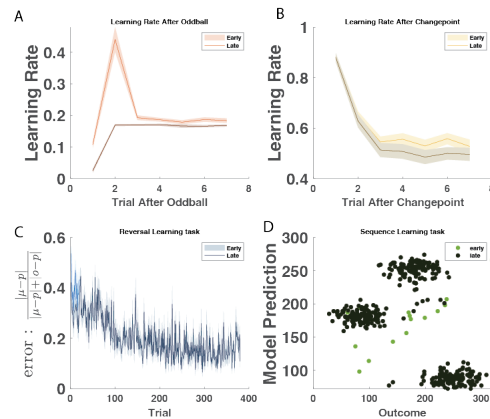 A
Learning Rate After Oddball
Early
Late
Learning Rate
0.4
0.3
0.2
0.1
0
0 2 4 6 8
Trial After Oddball
B
Learning Rate After Changepoint
Early
Late
Learning Rate
1
0.8
0.6
0.4
0 2 4 6 8
Trial After Changepoint
C
Reversal Learning task
Early
Late
error : |μ−p| / |μ−p|+|o−p|
0.6
0.4
0.2
0
0 100 200 300 400
Trial
D
Sequence Learning task
early
late
Model Prediction
300
250
200
150
100
50
0 100 200 300
Outcome